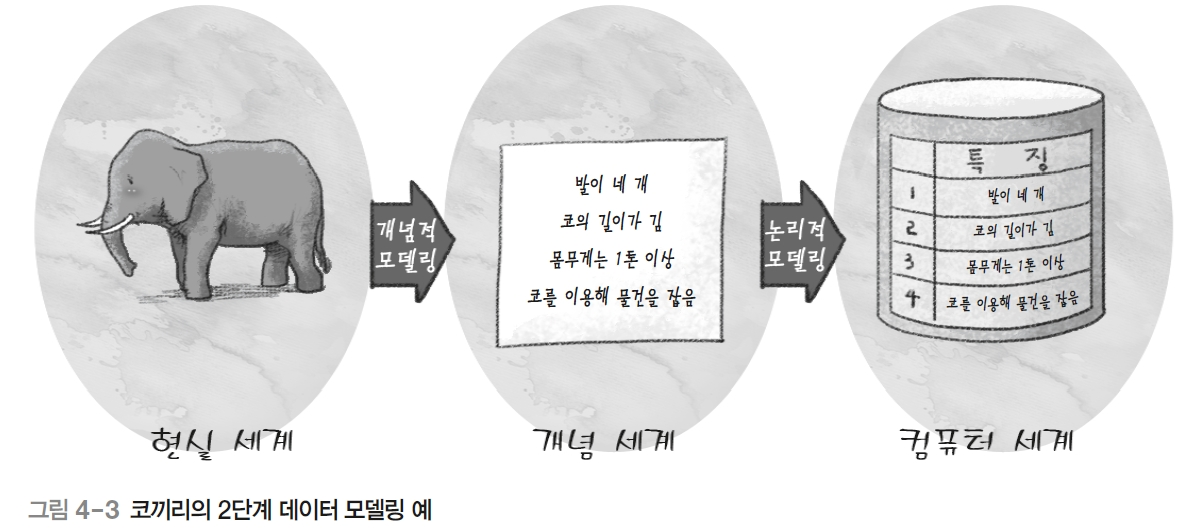 개념적
모델링
발이 네 개
코의 길이가 김
몸무게는 1톤 이상
코를 이용해 물건을 잡음
논리적
모델링
특 징
1 발이 네 개
2 코의 길이가 김
3 몸무게는 1톤 이상
4 코를 이용해 물건을 잡음
현실 세계
개념 세계
컴퓨터 세계
그림 4-3 코끼리의 2단계 데이터 모델링 예